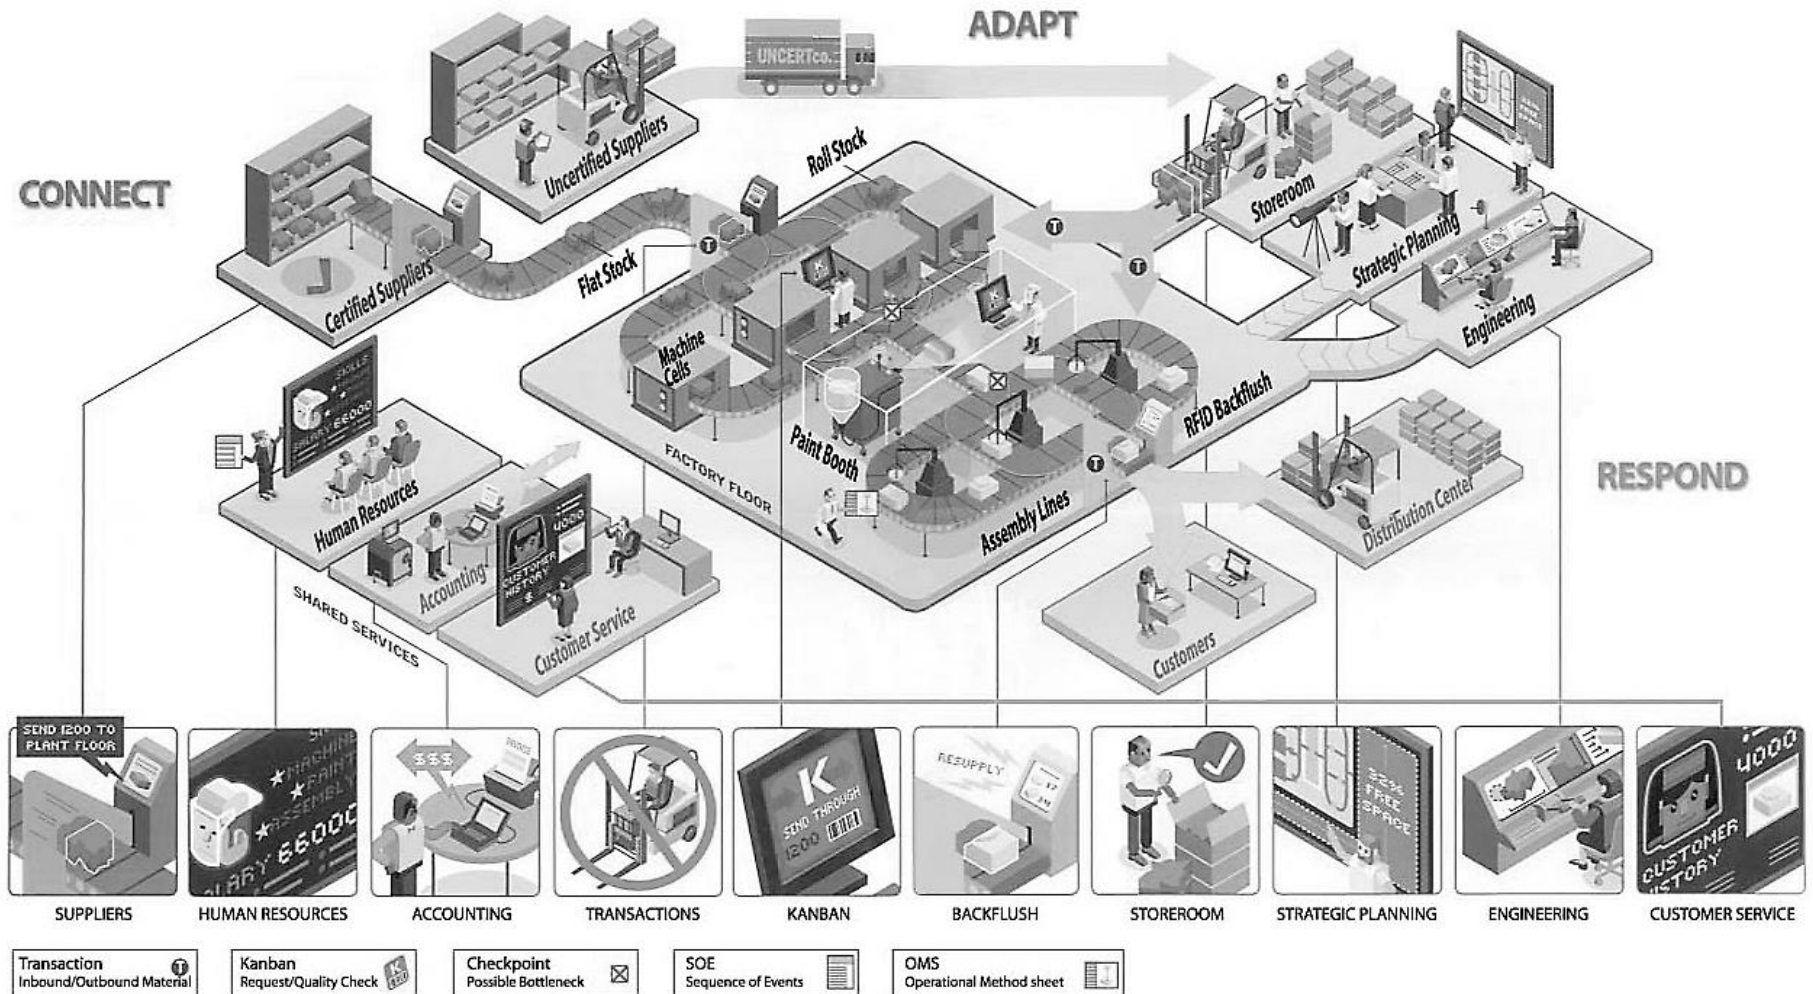 ADAPT
UNCERTco.
CONNECT
Uncertified Suppliers
Roll Stock
Storeroom
Strategic Planning
Certified Suppliers
Flat Stock
T
T
T
K
K
Engineering
Machine
Cells
SKILLS
SALARY 66000
Paint Booth
RFID Backflush
FACTORY FLOOR
T
RESPOND
Human Resources
Assembly Lines
Distribution Center
4000
CUSTOMER
HISTORY
$
Accounting
SHARED SERVICES
Customer Service
Customers
SEND 1200 TO
PLANT FLOOR
MACHINE
PAINT
ASSEMBLY
66000
$$$
K
SEND THROUGH
1200
RESUPPLY
32%
FREE
SPACE
4000
CUSTOMER
SUPPLIERS
HUMAN RESOURCES
ACCOUNTING
TRANSACTIONS
KANBAN
BACKFLUSH
STOREROOM
STRATEGIC PLANNING
ENGINEERING
CUSTOMER SERVICE
Transaction
Inbound/Outbound Material
T
Kanban
Request/Quality Check
K
Checkpoint
Possible Bottleneck
SOE
Sequence of Events
OMS
Operational Method sheet